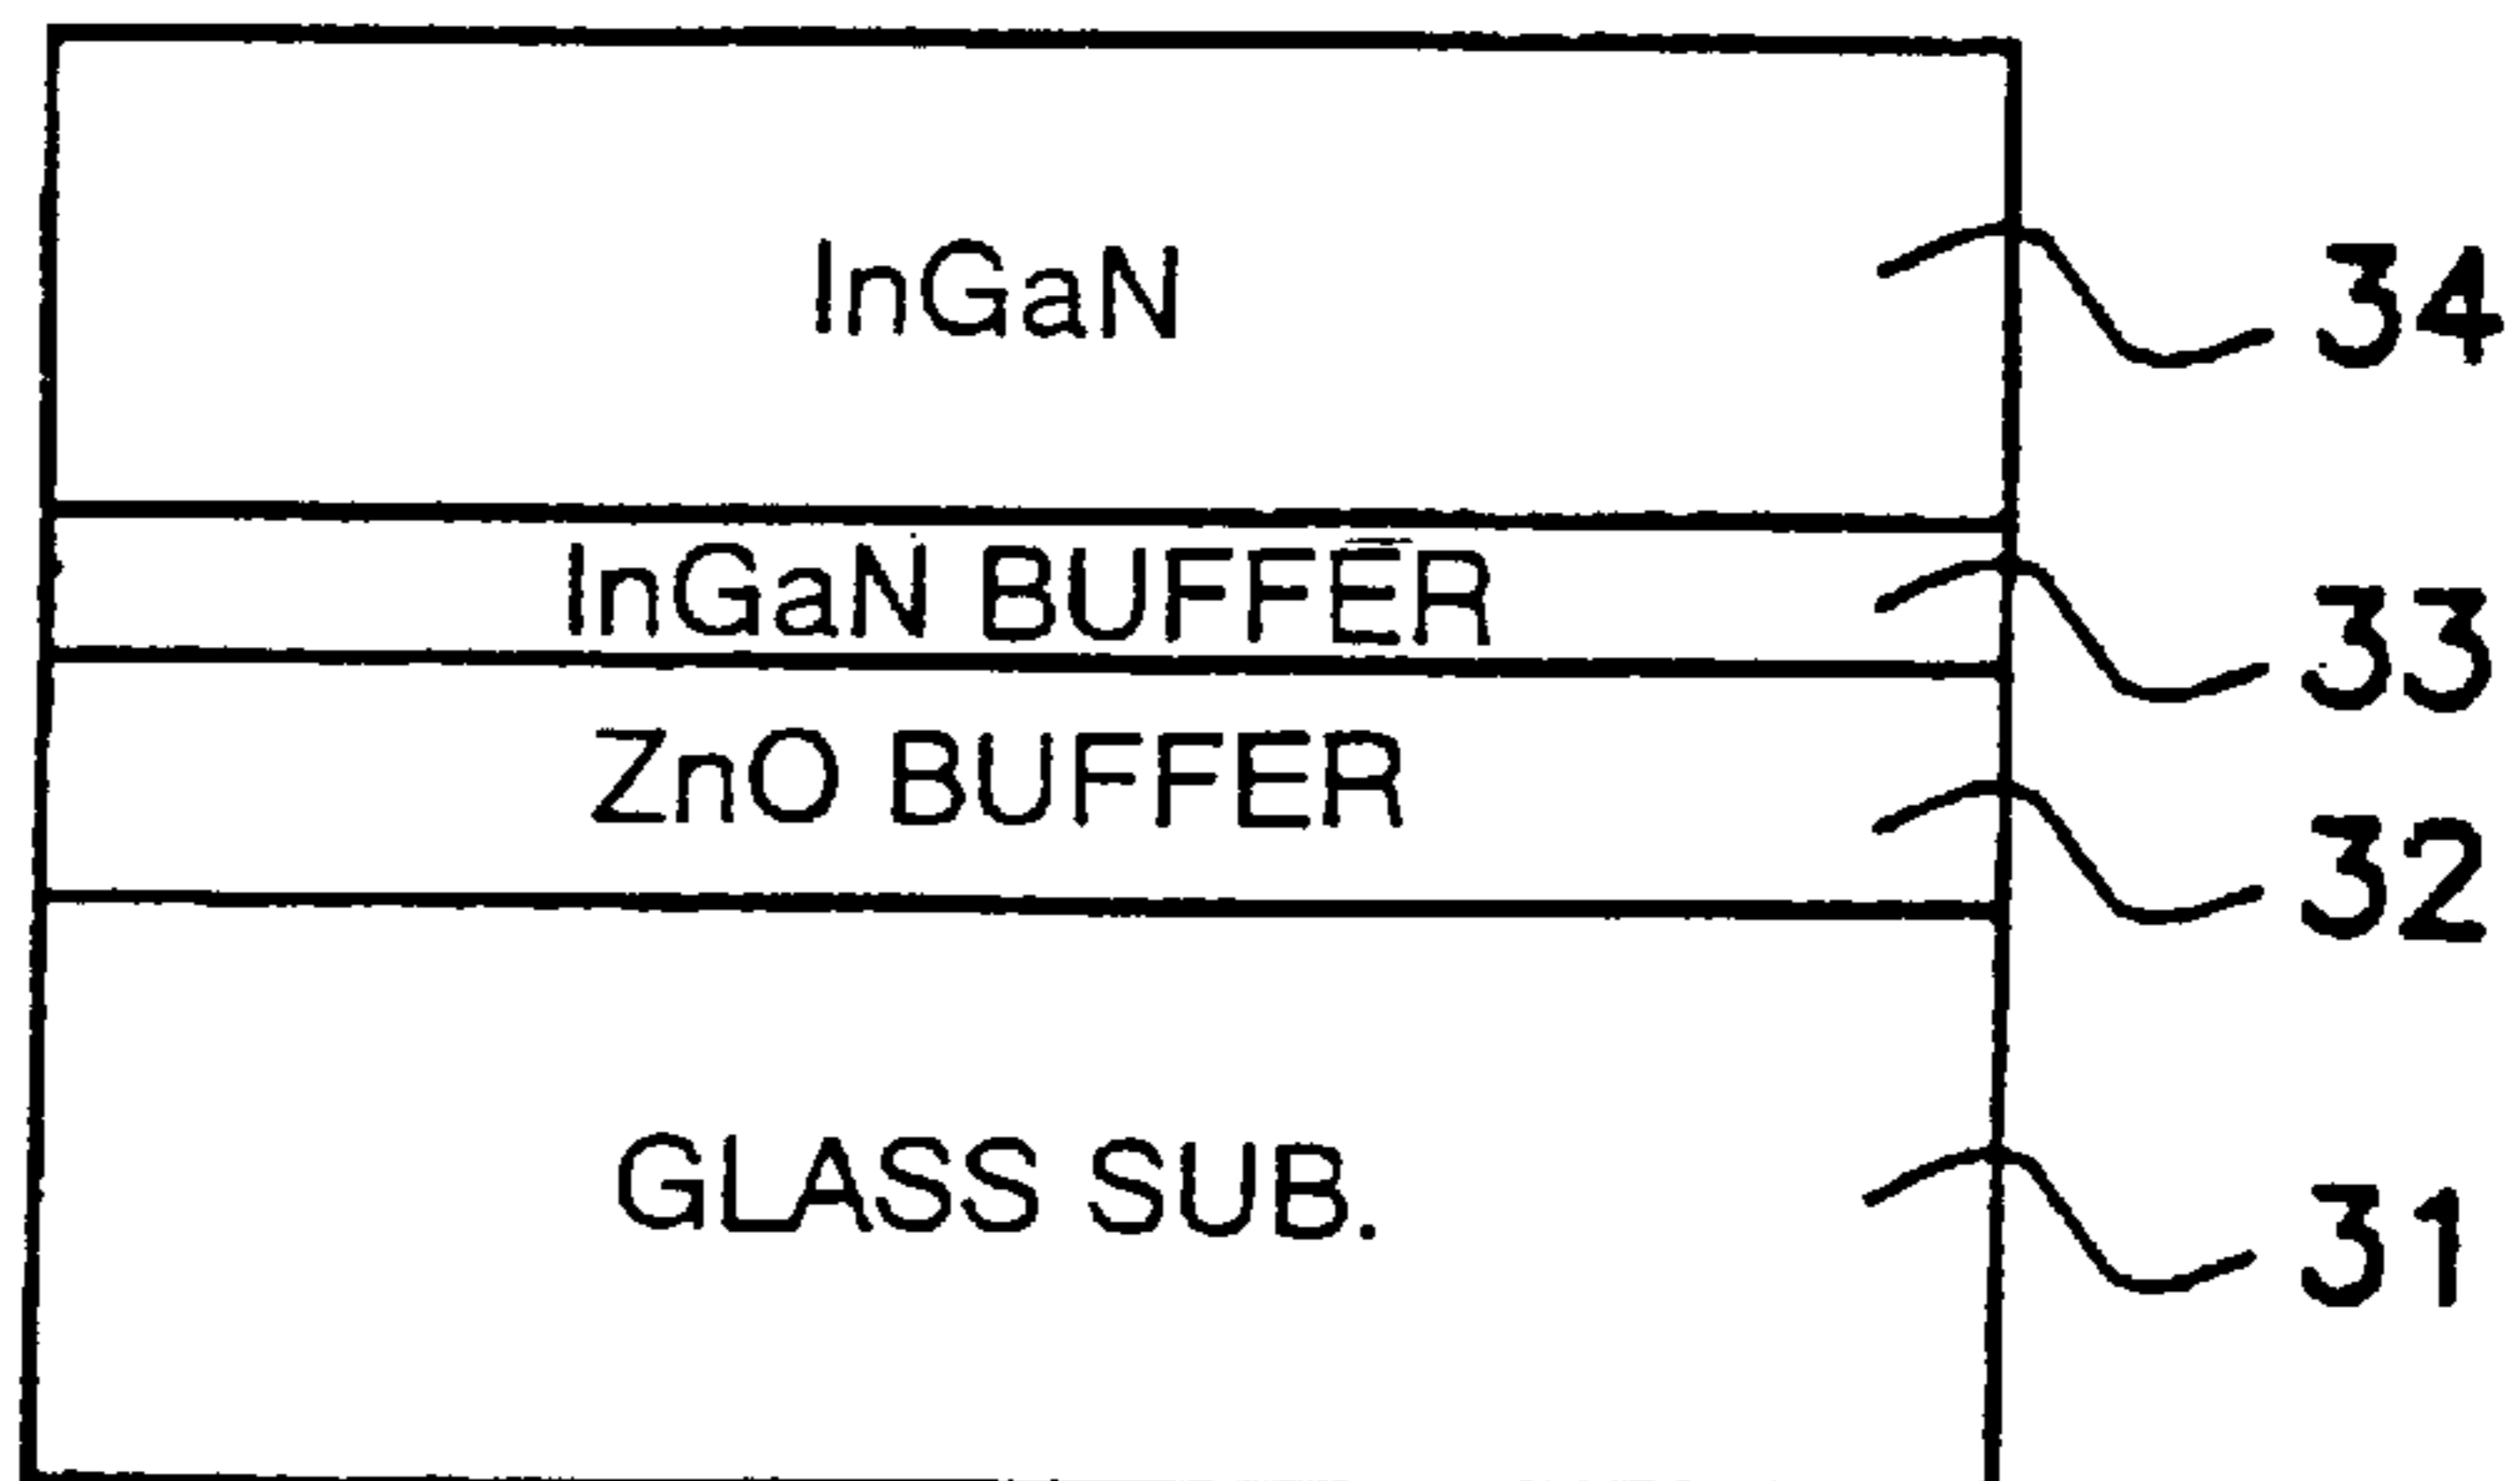 InGaN 34
InGaN BUFFER 33
ZnO BUFFER 32
GLASS SUB. 31